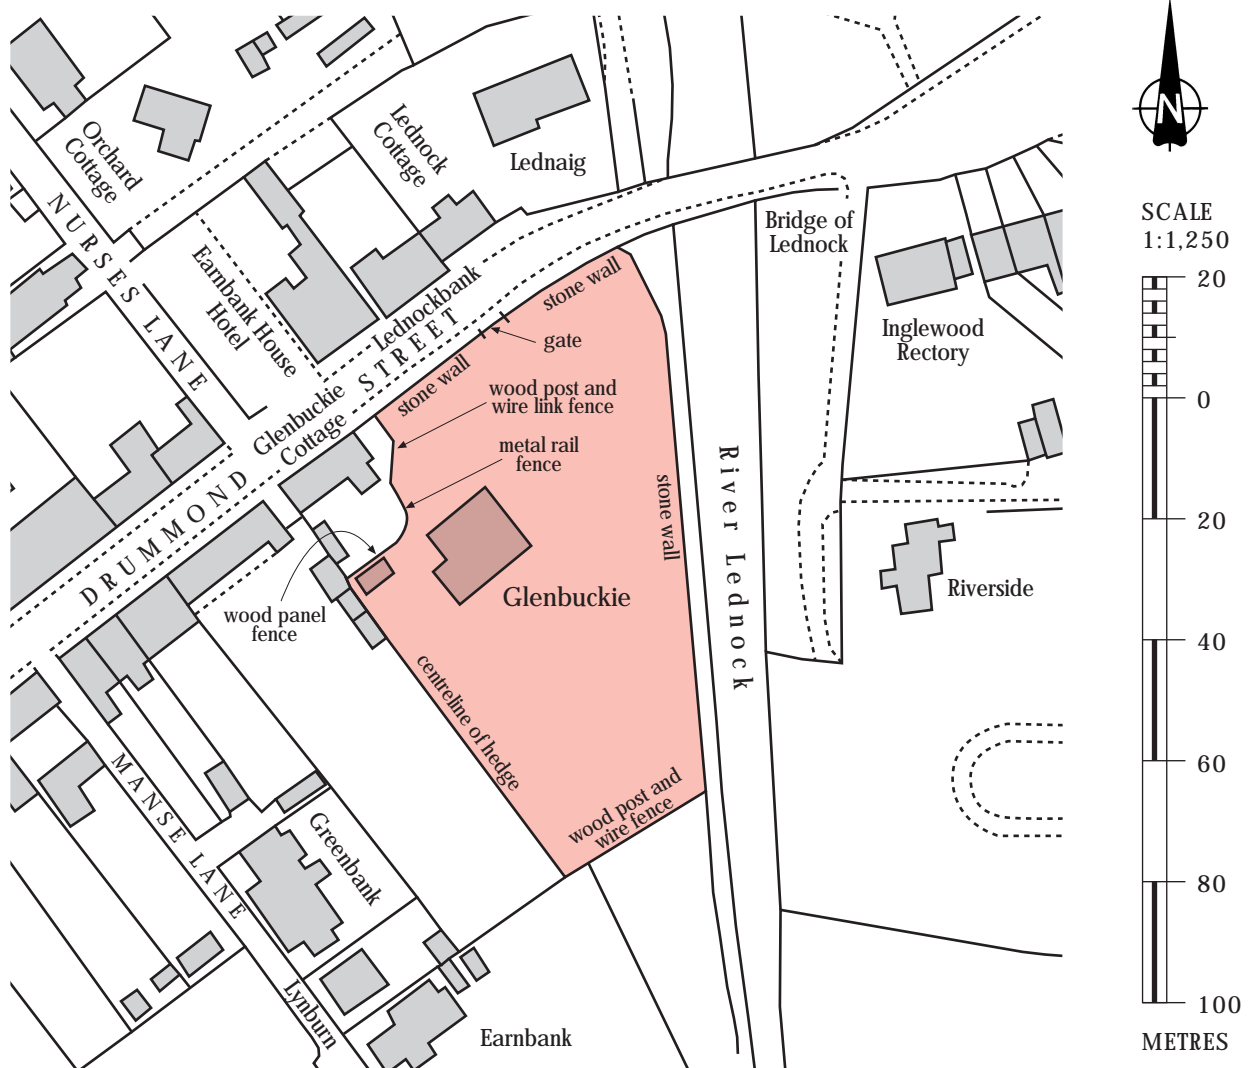 Orchard
Cottage
Lednock
Cottage
Lednaig
N
NURSES LANE
Earnbank House
Hotel
Lednockbank
Bridge of
Lednock
Inglewood
Rectory
SCALE
1:1,250
20
0
20
40
60
80
100
METRES
stone wall
gate
stone wall
wood post and
wire link fence
metal rail
fence
Glenbuckie
Cottage
DRUMMOND STREET
stone wall
River Lednock
Glenbuckie
Riverside
wood panel
fence
centreline of hedge
wood post and
wire fence
MANSE LANE
Greenbank
Lynburn
Earnbank